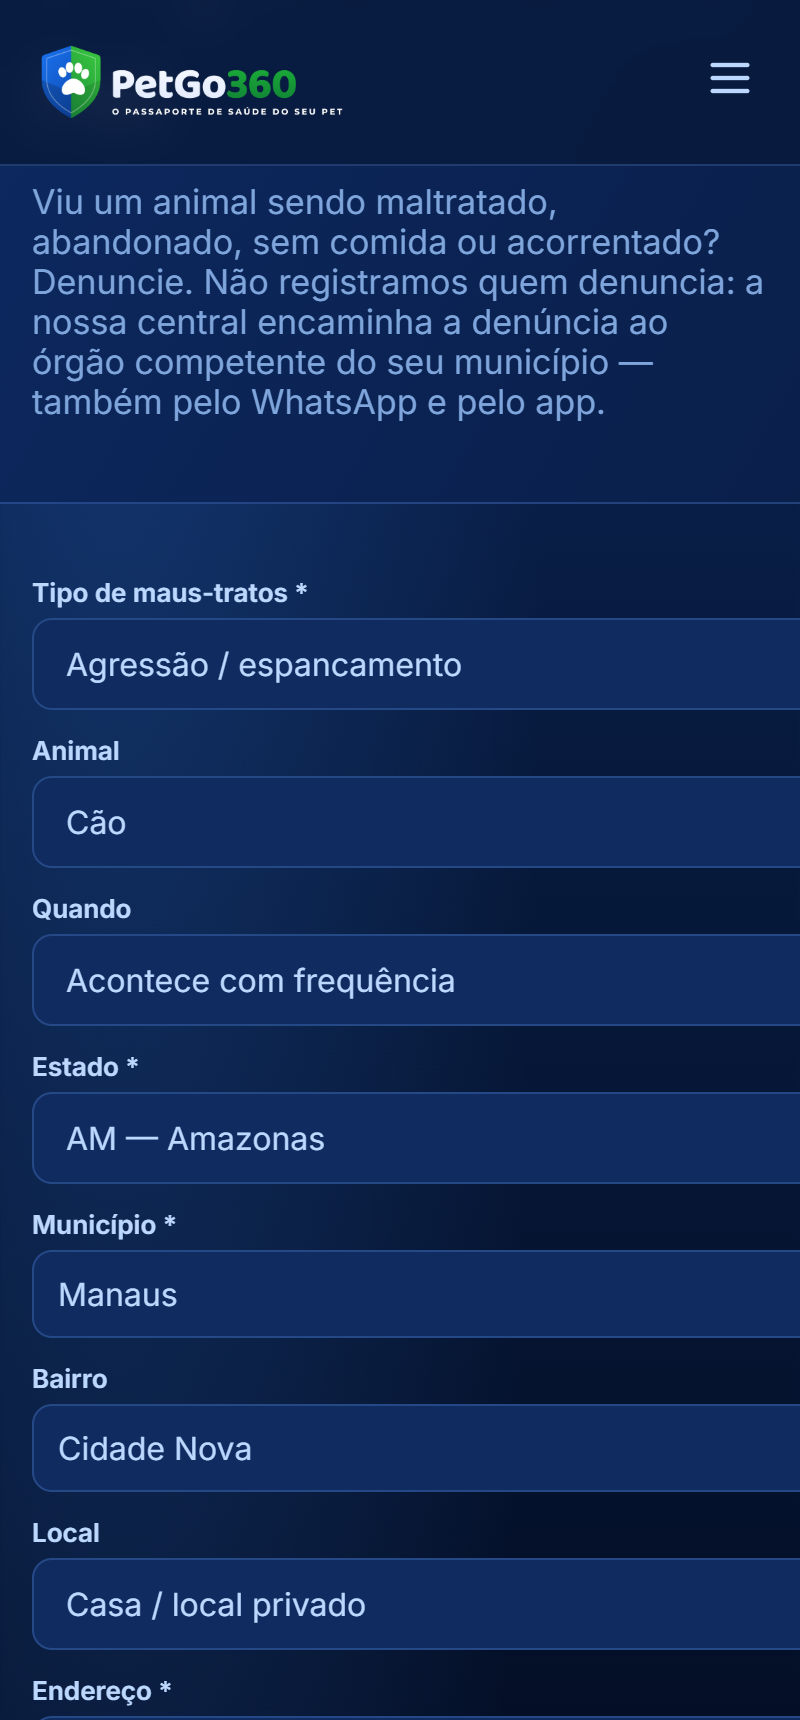 PetGo360
O PASSAPORTE DE SAÚDE DO SEU PET
Viu um animal sendo maltratado,
abandonado, sem comida ou acorrentado?
Denuncie. Não registramos quem denuncia: a
nossa central encaminha a denúncia ao
órgão competente do seu município —
também pelo WhatsApp e pelo app.
Tipo de maus-tratos *
Agressão / espancamento
Animal
Cão
Quando
Acontece com frequência
Estado *
AM — Amazonas
Município *
Manaus
Bairro
Cidade Nova
Local
Casa / local privado
Endereço *